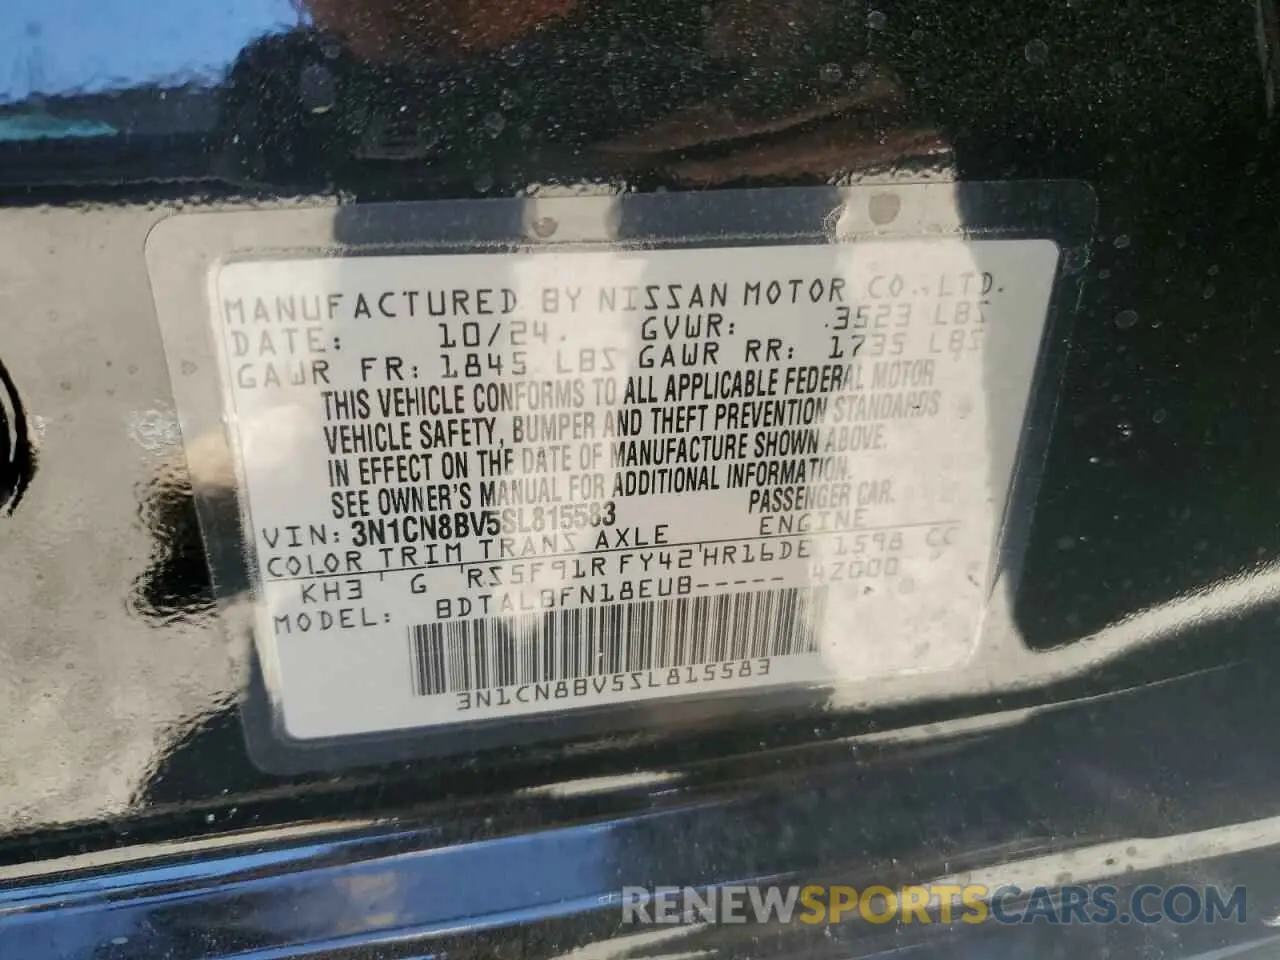 MANUFACTURED BY NISSAN MOTOR CO.,LTD.
DATE: 10/24 GVWR: 3523 LBS
GAWR FR: 1845 LBS GAWR RR: 1735 LBS
THIS VEHICLE CONFORMS TO ALL APPLICABLE FEDERAL MOTOR
VEHICLE SAFETY, BUMPER AND THEFT PREVENTION STANDARDS
IN EFFECT ON THE DATE OF MANUFACTURE SHOWN ABOVE.
SEE OWNER'S MANUAL FOR ADDITIONAL INFORMATION.
VIN: 3N1CN8BV5SL815583 PASSENGER CAR.
COLOR TRIM TRANS AXLE ENGINE
KH3 G RS5F91R FY42 HR16DE 1598 CC
MODEL: BDTALBFN18EUB----- 42000
3N1CN8BV5SL815583
RENEWSPORTSCARS.COM